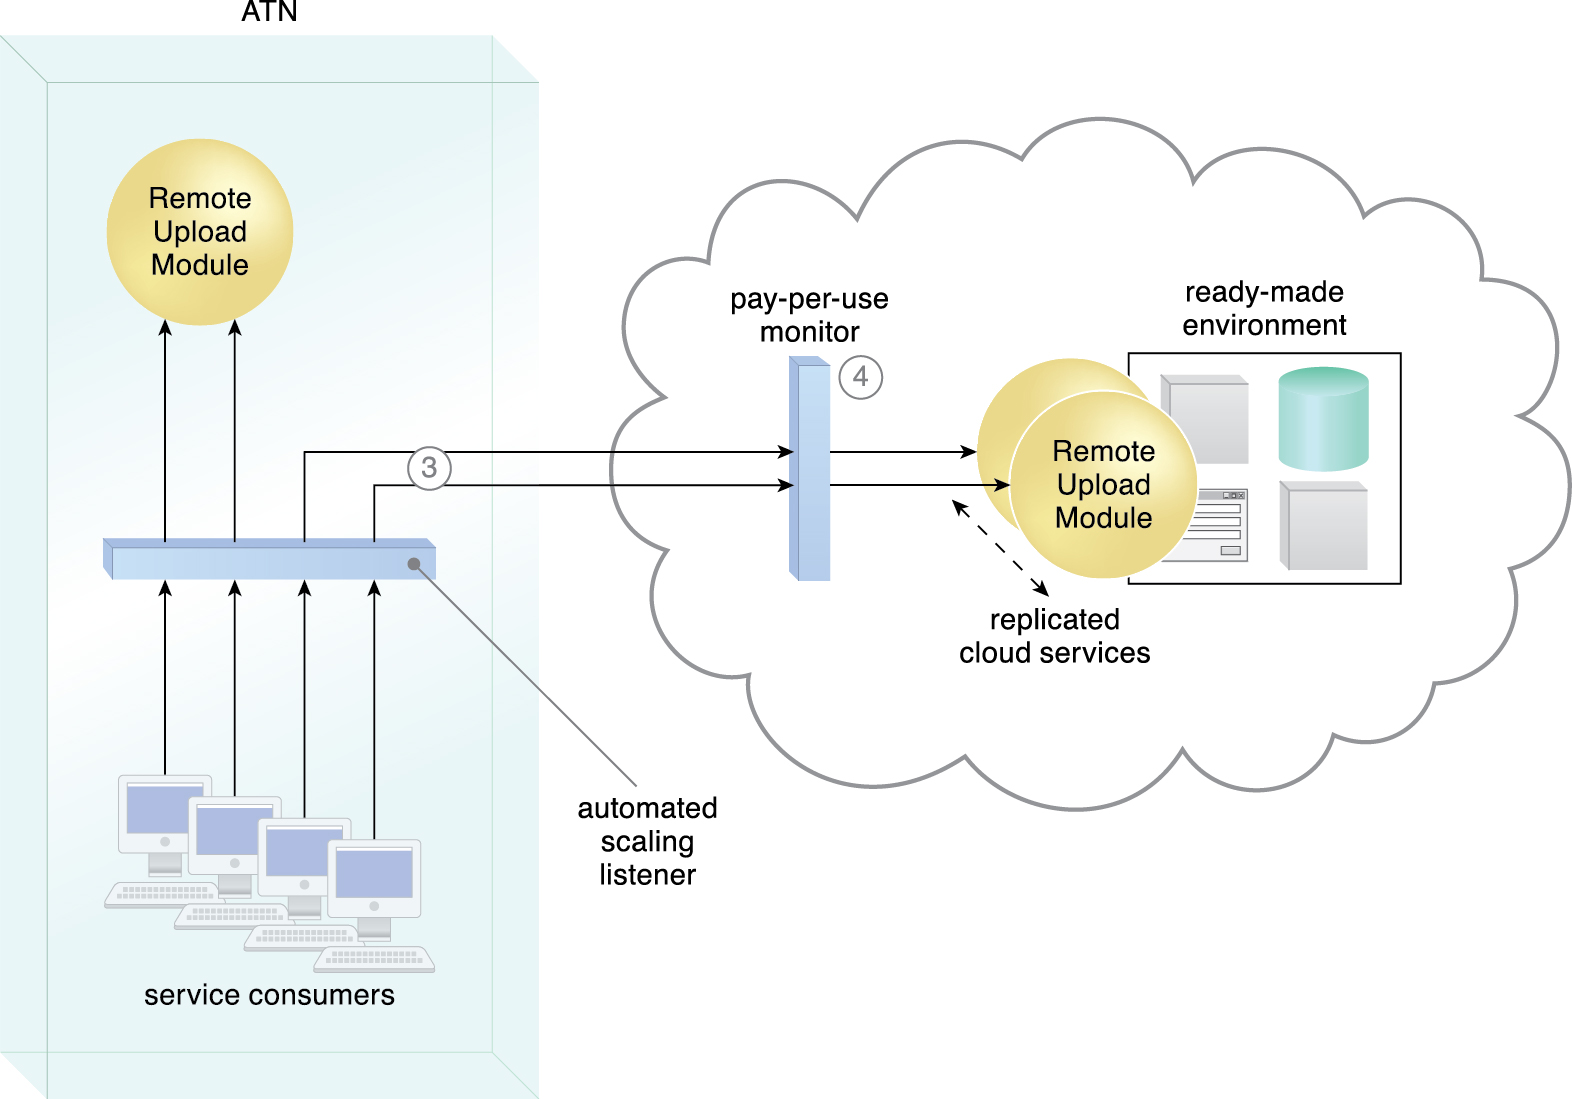 ATN
Remote
Upload
Module
pay-per-use
monitor
4
ready-made
environment
3
Remote
Upload
Module
replicated
cloud services
automated
scaling
listener
service consumers